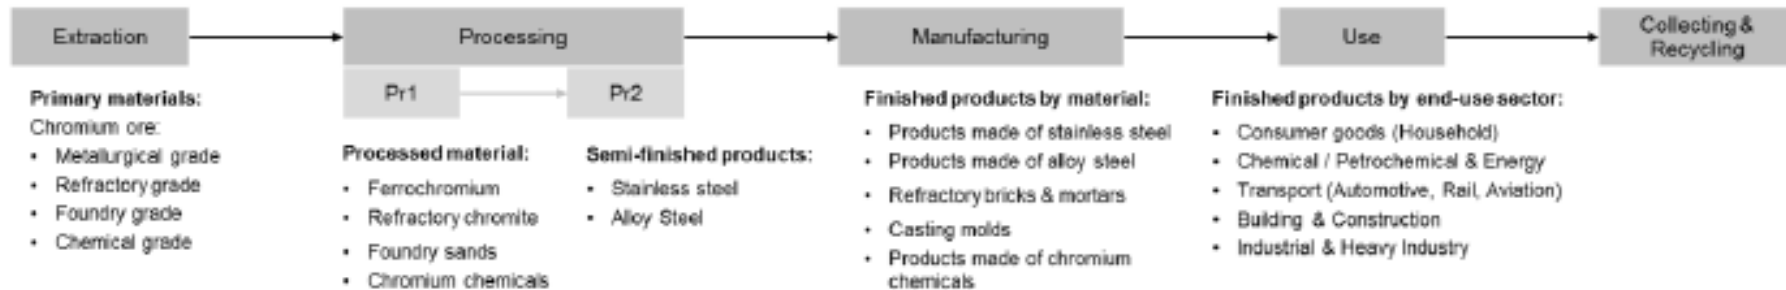 Extraction
Processing
Manufacturing
Use
Collecting &
Recycling
Pr1
Pr2
Primary materials:
Chromium ore:
• Metallurgical grade
• Refractory grade
• Foundry grade
• Chemical grade
Processed material:
• Ferrochromium
• Refractory chromite
• Foundry sands
• Chromium chemicals
Semi-finished products:
• Stainless steel
• Alloy Steel
Finished products by material:
• Products made of stainless steel
• Products made of alloy steel
• Refractory bricks & mortars
• Casting molds
• Products made of chromium
chemicals
Finished products by end-use sector:
• Consumer goods (Household)
• Chemical / Petrochemical & Energy
• Transport (Automotive, Rail, Aviation)
• Building & Construction
• Industrial & Heavy Industry